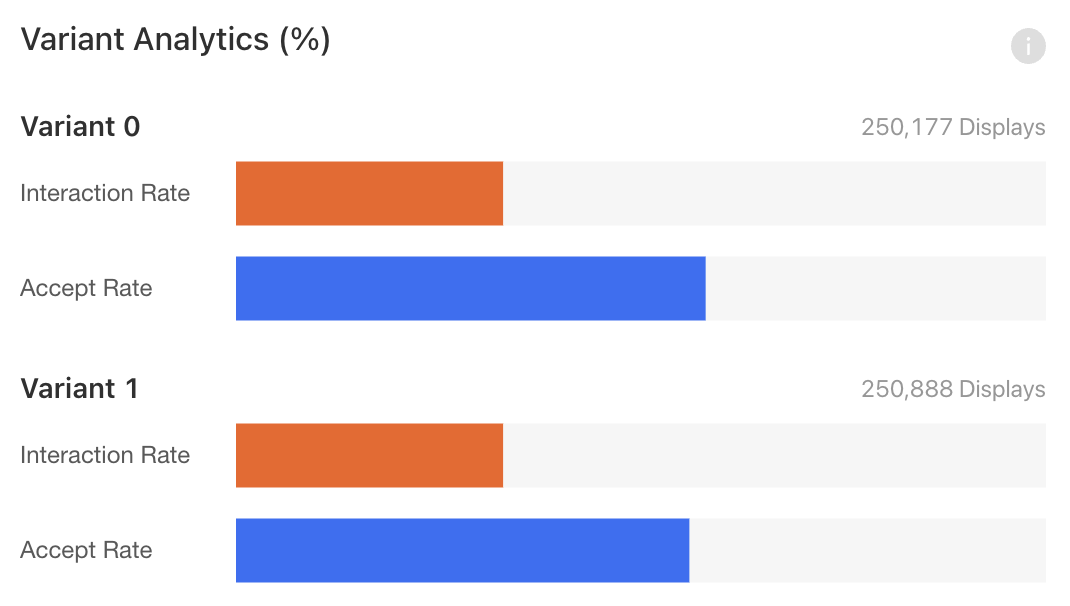 Variant Analytics (%)
i
Variant 0
250,177 Displays
Interaction Rate
Accept Rate
Variant 1
250,888 Displays
Interaction Rate
Accept Rate